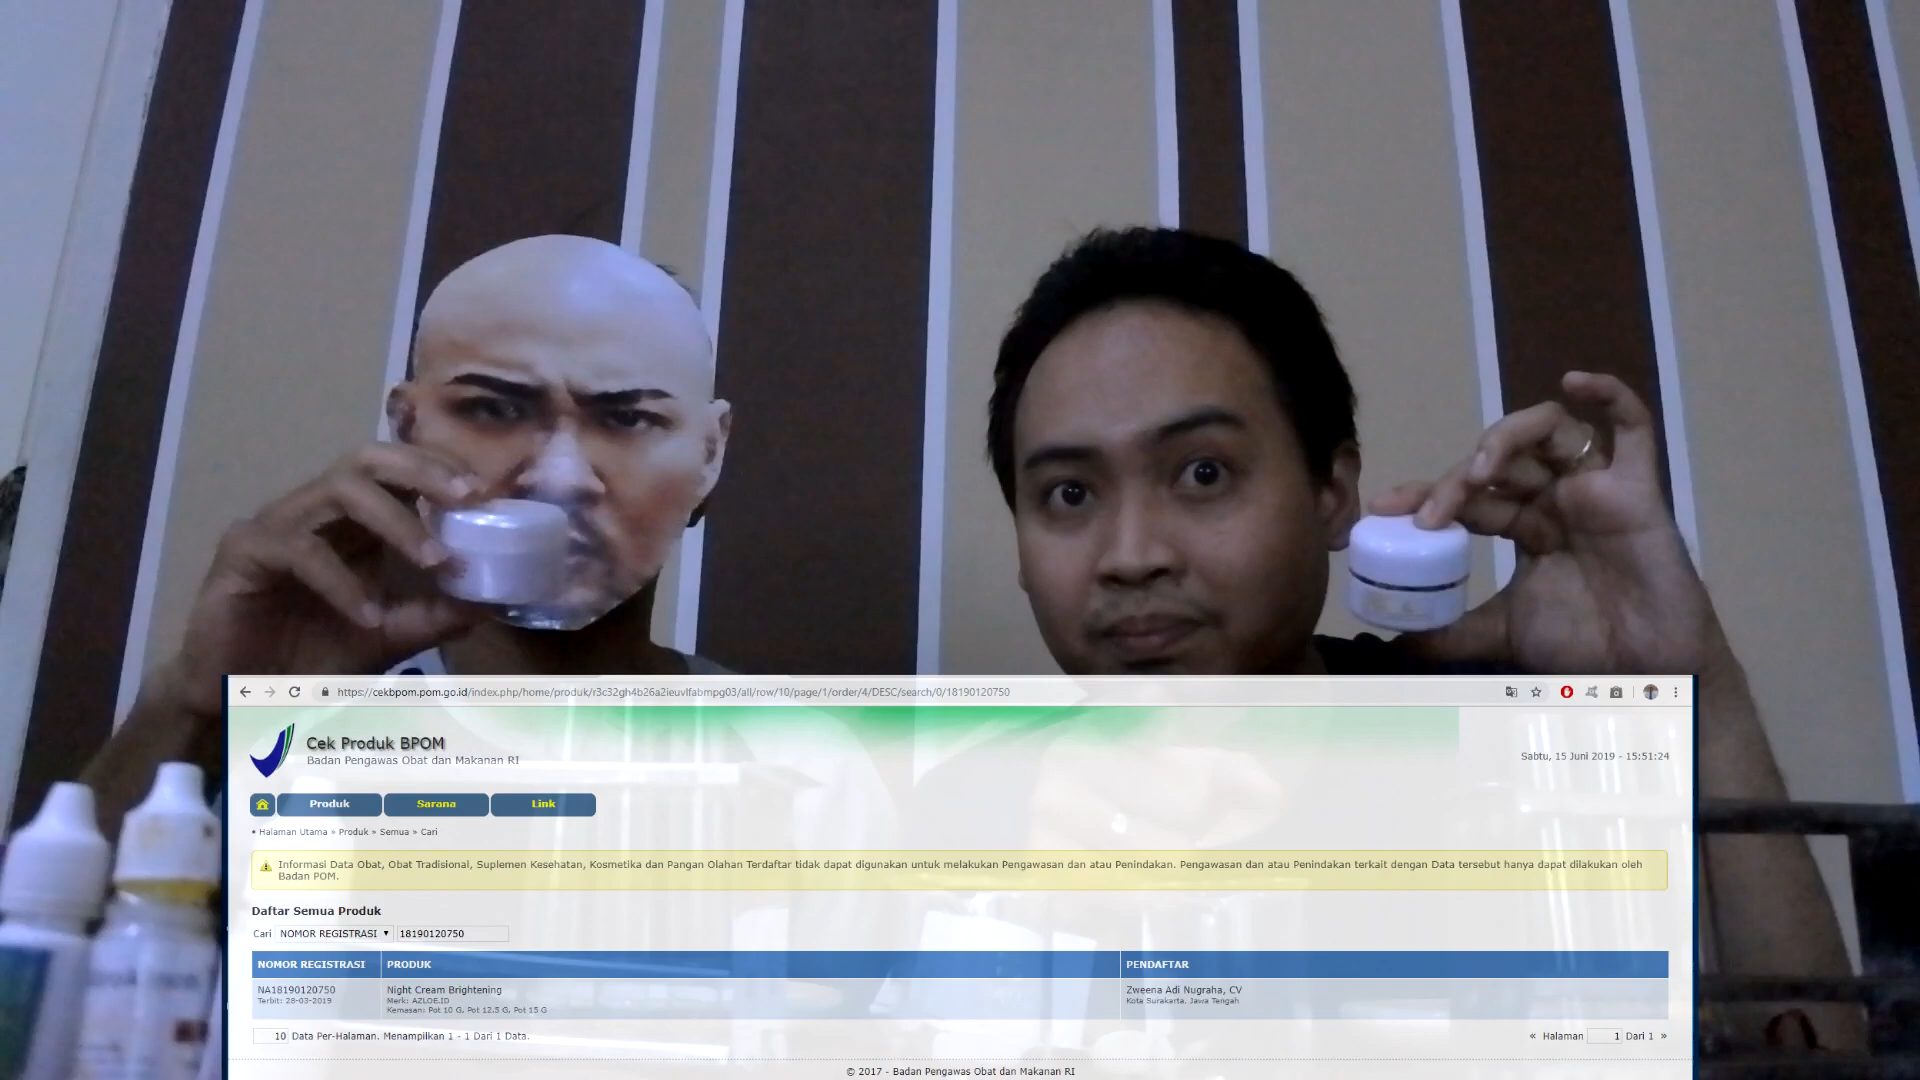 https://cekbpom.pom.go.id/index.php/home/produk/r3c32gh4b26a2ieuvlfabmpg03/all/row/10/page/1/order/4/DESC/search/0/18190120750
Cek Produk BPOM
Badan Pengawas Obat dan Makanan RI
Sabtu, 15 Juni 2019 - 15:51:24
Produk
Sarana
Link
• Halaman Utama » Produk » Semua » Cari
Informasi Data Obat, Obat Tradisional, Suplemen Kesehatan, Kosmetika dan Pangan Olahan Terdaftar tidak dapat digunakan untuk melakukan Pengawasan dan atau Penindakan. Pengawasan dan atau Penindakan terkait dengan Data tersebut hanya dapat dilakukan oleh
Badan POM.
Daftar Semua Produk
Cari NOMOR REGISTRASI 18190120750
NOMOR REGISTRASI PRODUK PENDAFTAR
NA18190120750 Night Cream Brightening Zweena Adi Nugraha, CV
Terbit: 28-03-2019 Merk: AZLOE.ID Kota Surakarta, Jawa Tengah
Kemasan: Pot 10 G, Pot 12,5 G, Pot 15 G
10 Data Per-Halaman. Menampilkan 1 - 1 Dari 1 Data.
« Halaman 1 Dari 1 »
© 2017 - Badan Pengawas Obat dan Makanan RI